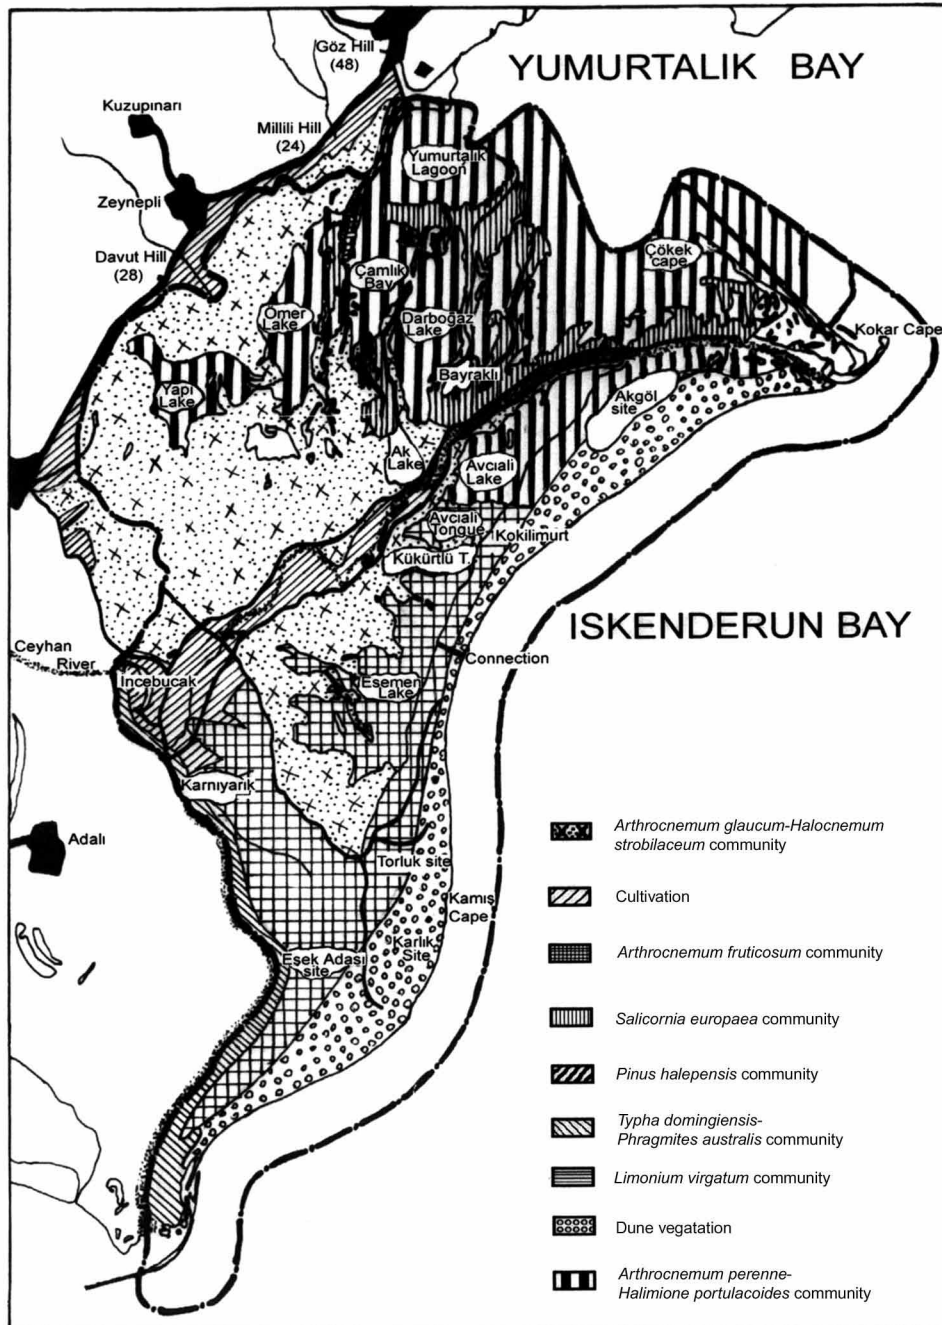 Göz Hill
(48)
YUMURTALIK BAY
Kuzupınarı
Millili Hill
(24)
Yumurtalık
Lagoon
Zeynepli
Davut Hill
(28)
Çökek
cape
Çamlık
Bay
Ömer
Lake
Darboğaz
Lake
Kokar Cape
Bayraklı
Yapı
Lake
Akgöl
site
Ak
Lake
Avcıali
Lake
Avcıali
Tongue
Kokilimurt
Kükürtlü T.
ISKENDERUN BAY
Ceyhan
River
Connection
Incebucak
Esemen
Lake
Karnıyarık
Adalı
Torluk site
Kamış
Cape
Karlık
Site
Eşek Adası
site
Arthrocnemum glaucum-Halocnemum
strobilaceum community
Cultivation
Arthrocnemum fruticosum community
Salicornia europaea community
Pinus halepensis community
Typha domingiensis-
Phragmites australis community
Limonium virgatum community
Dune vegatation
Arthrocnemum perenne-
Halimione portulacoides community